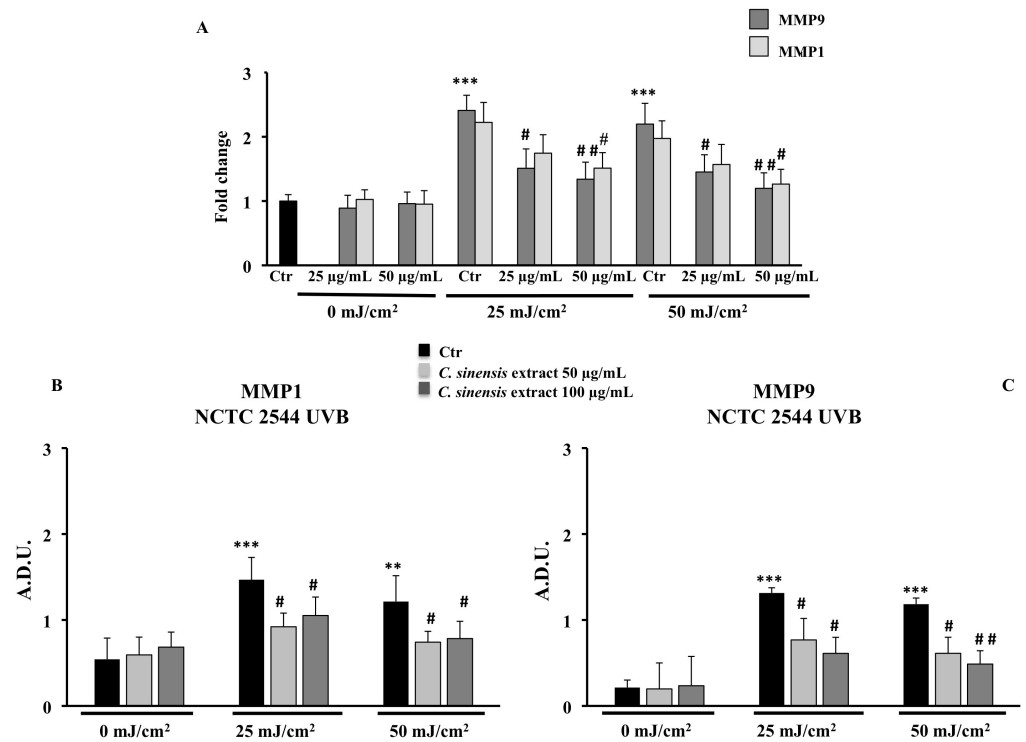 A
MMP9
MMP1
3
2
1
0
Fold change
***
#
##
#
***
#
##
#
Ctr
25 µg/mL
50 µg/mL
Ctr
25 µg/mL
50 µg/mL
Ctr
25 µg/mL
50 µg/mL
0 mJ/cm²
25 mJ/cm²
50 mJ/cm²
Ctr
C. sinensis extract 50 µg/mL
C. sinensis extract 100 µg/mL
B
MMP1
NCTC 2544 UVB
3
2
1
0
A.D.U.
***
#
#
**
#
#
0 mJ/cm²
25 mJ/cm²
50 mJ/cm²
C
MMP9
NCTC 2544 UVB
3
2
1
0
A.D.U.
***
#
#
***
#
##
0 mJ/cm²
25 mJ/cm²
50 mJ/cm²